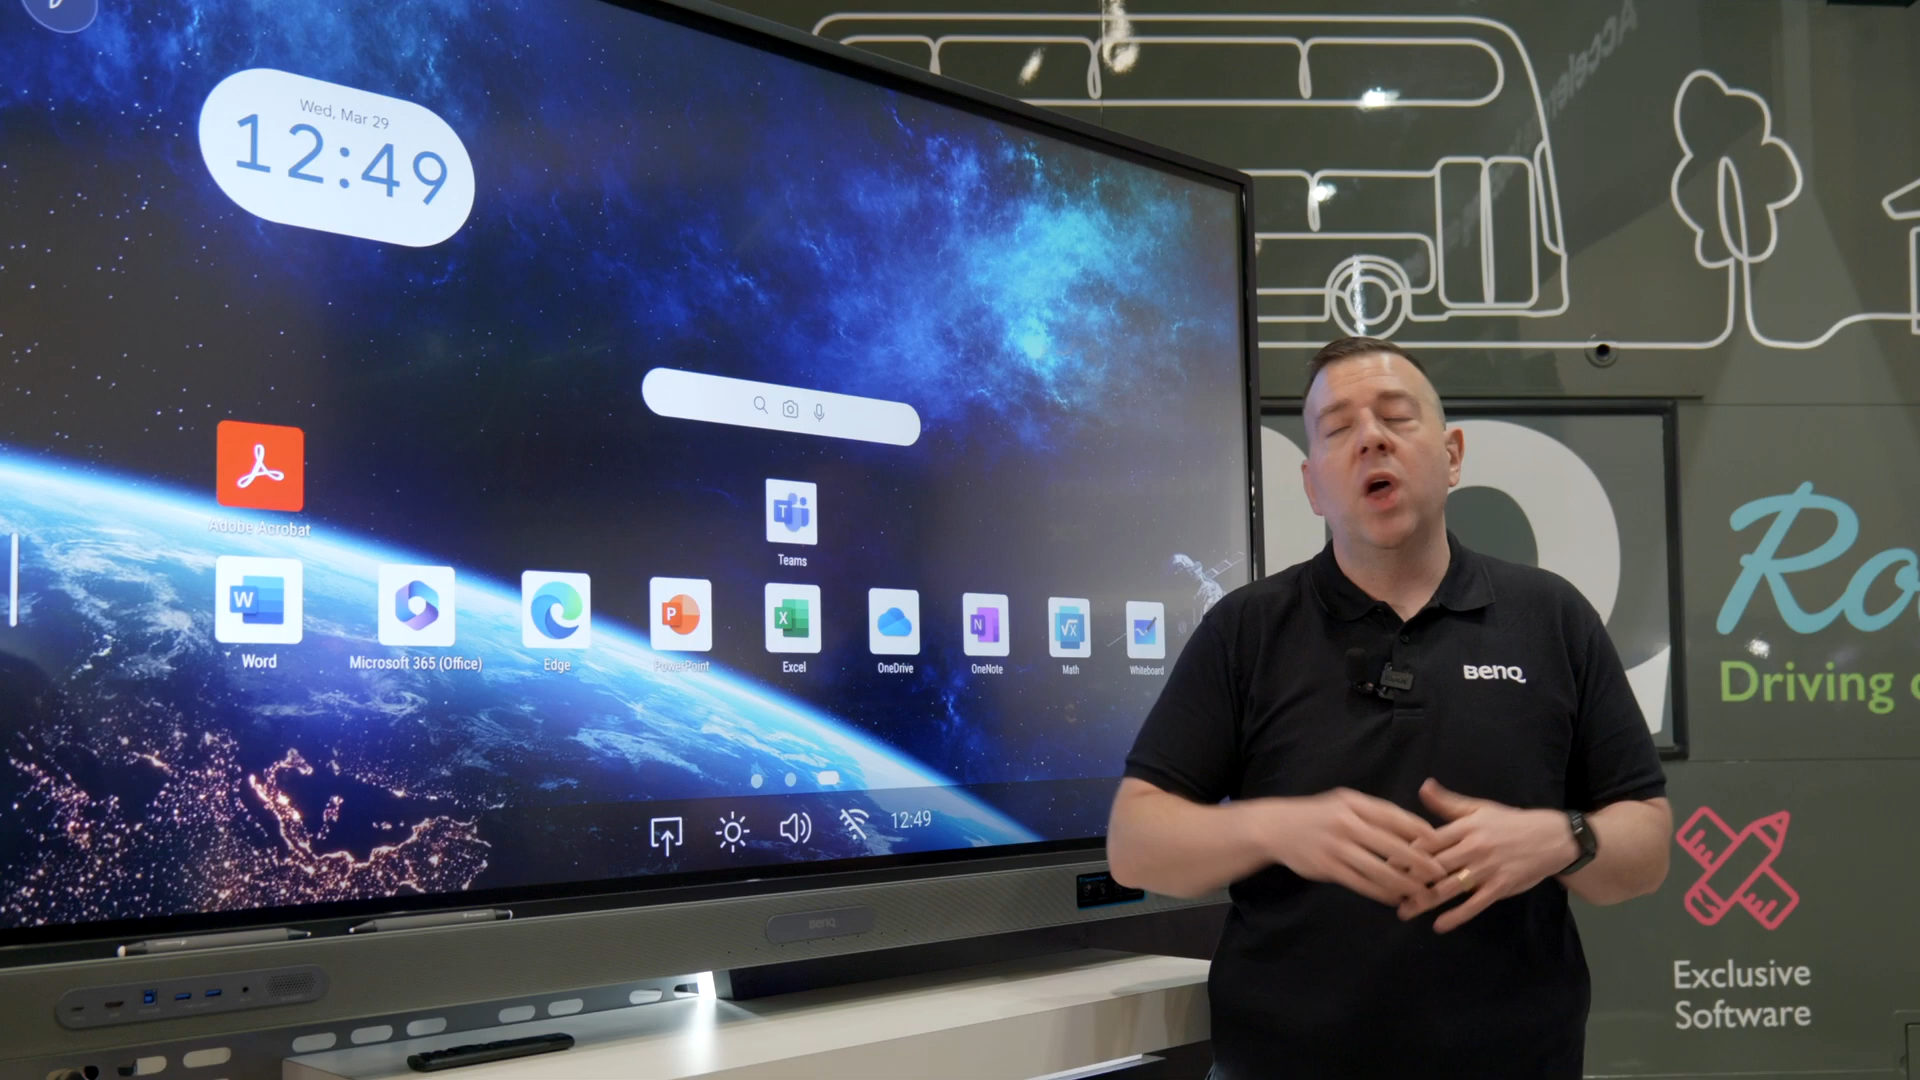 Wed, Mar 29
12:49
Adobe Acrobat
Teams
Word
Microsoft 365 (Office)
Edge
PowerPoint
Excel
OneDrive
OneNote
Math
Whiteboard
12:49
BenQ
BenQ
Driving
Exclusive
Software